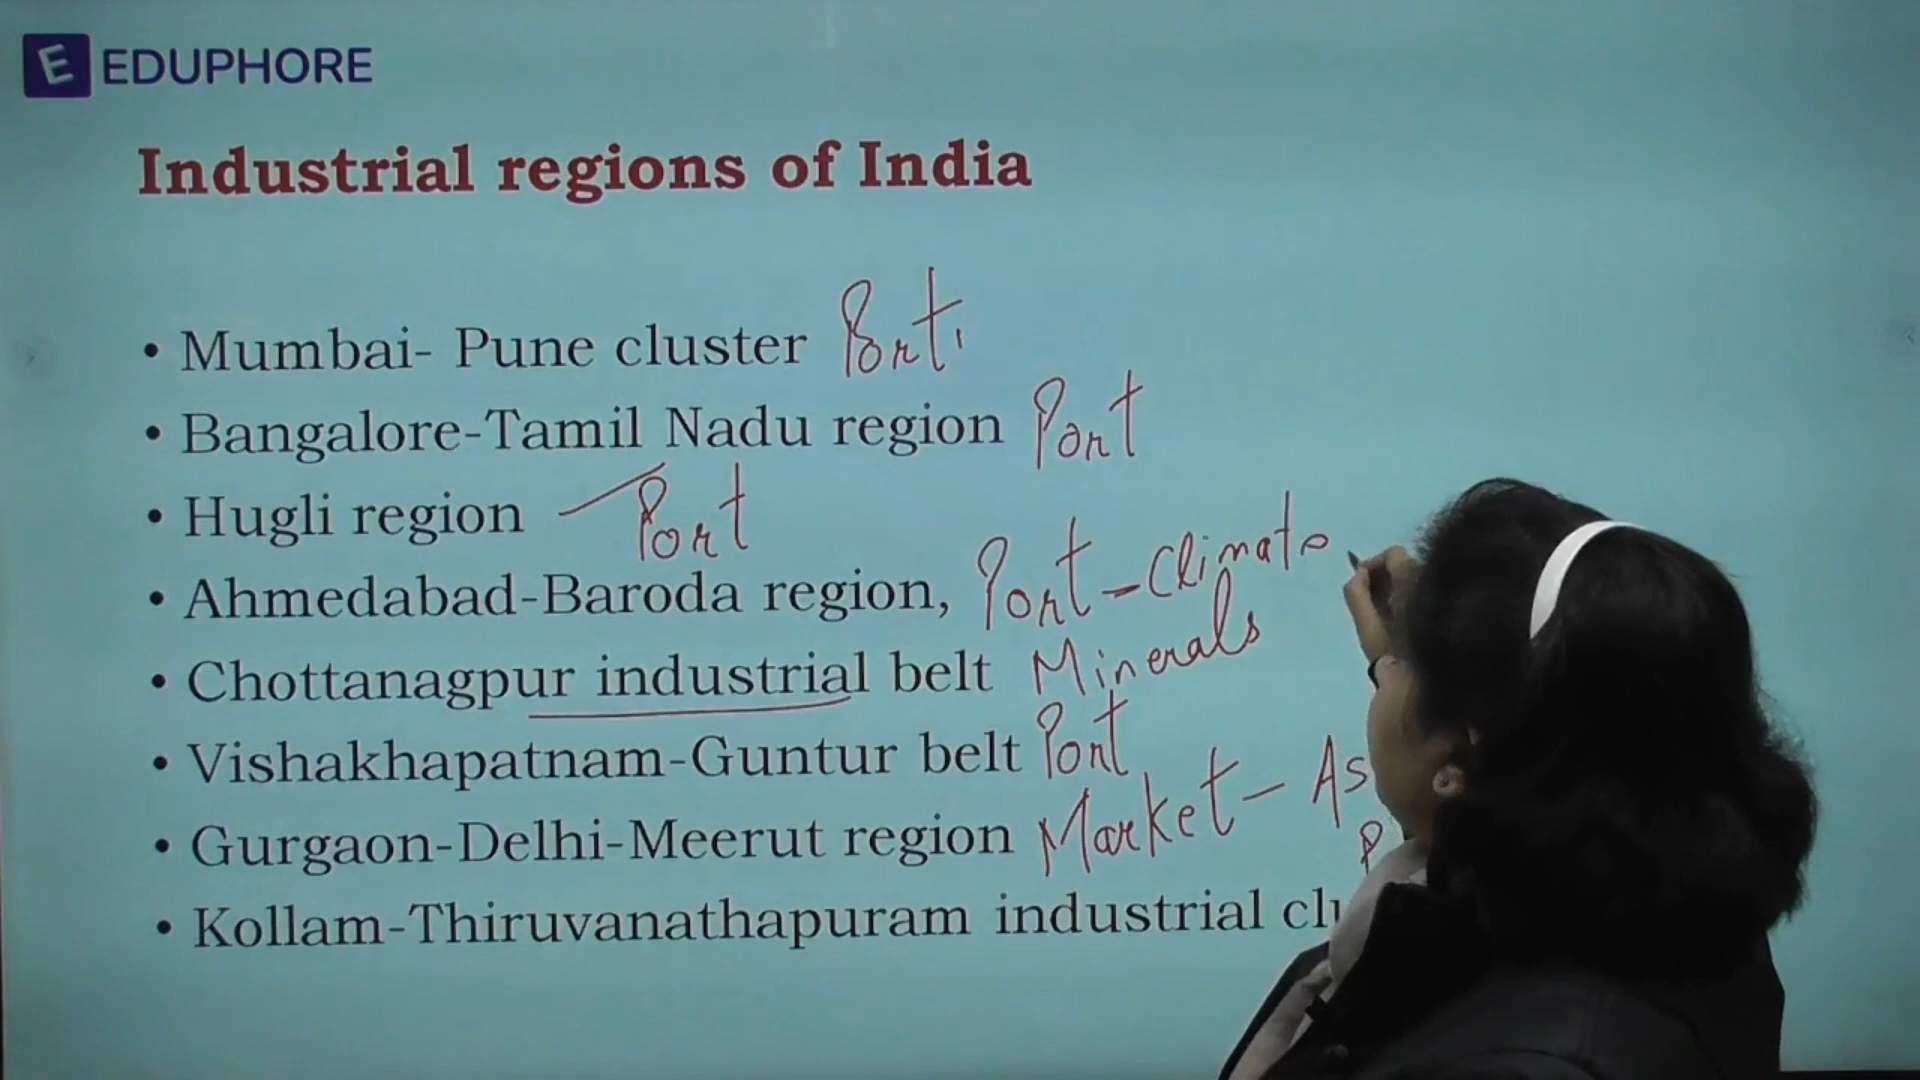 E EDUPHORE
Industrial regions of India
• Mumbai- Pune cluster Port
• Bangalore-Tamil Nadu region Port
• Hugli region Port
• Ahmedabad-Baroda region, Port-Climate
• Chottanagpur industrial belt Minerals
• Vishakhapatnam-Guntur belt Port
• Gurgaon-Delhi-Meerut region Market-
• Kollam-Thiruvanathapuram industrial